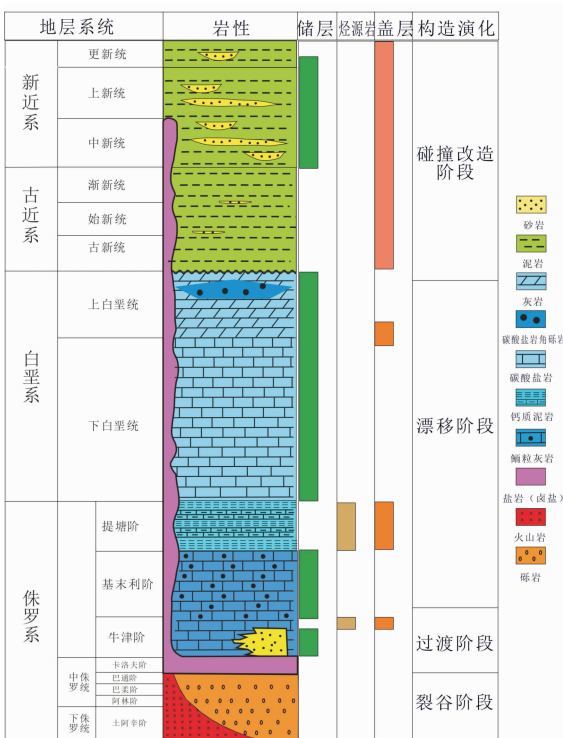 地层系统
岩性
储层
烃源岩
盖层
构造演化
新近系
更新统
上新统
中新统
古近系
渐新统
始新统
古新统
白垩系
上白垩统
下白垩统
侏罗系
提塘阶
基末利阶
牛津阶
中侏罗统
卡洛夫阶
巴通阶
巴柔阶
阿林阶
下侏罗统
土阿辛阶
碰撞改造阶段
漂移阶段
过渡阶段
裂谷阶段
砂岩
泥岩
灰岩
碳酸盐岩角砾岩
碳酸盐岩
钙质泥岩
鲕粒灰岩
盐岩（卤盐）
火山岩
砾岩